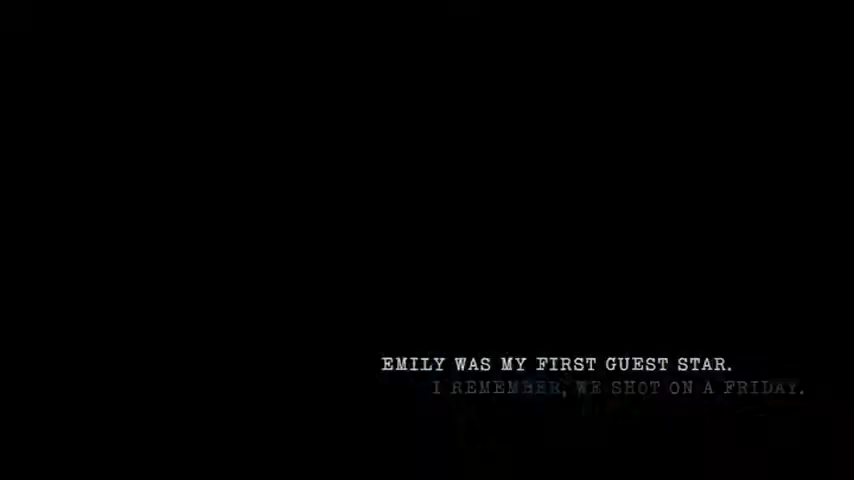 EMILY WAS MY FIRST GUEST STAR.
I REMEMBER, WE SHOT ON A FRIDAY.